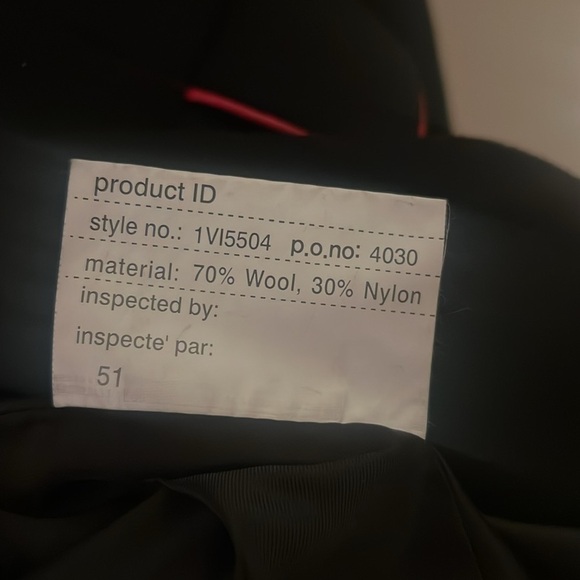 product ID
style no.: 1VI5504 p.o.no: 4030
material: 70% Wool, 30% Nylon
inspected by:
inspecte' par:
51